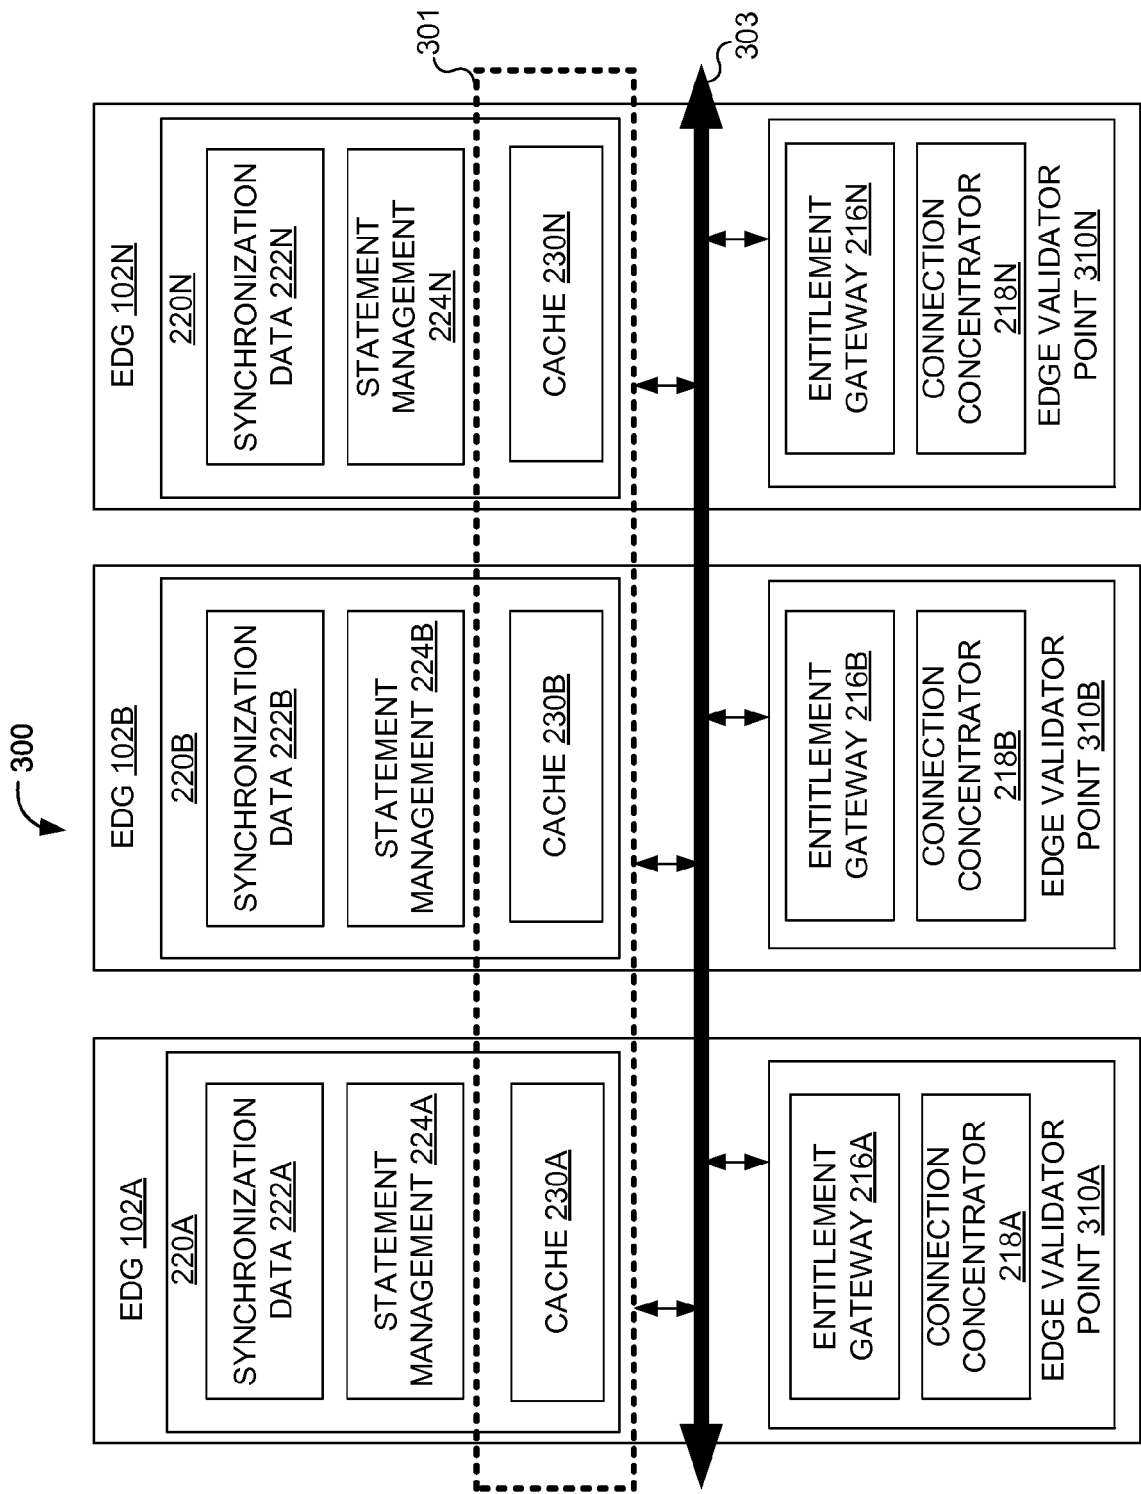 300
EDG 102A
220A
SYNCHRONIZATION
DATA 222A
STATEMENT
MANAGEMENT 224A
CACHE 230A
ENTITLEMENT
GATEWAY 216A
CONNECTION
CONCENTRATOR
218A
EDGE VALIDATOR
POINT 310A
EDG 102B
220B
SYNCHRONIZATION
DATA 222B
STATEMENT
MANAGEMENT 224B
CACHE 230B
ENTITLEMENT
GATEWAY 216B
CONNECTION
CONCENTRATOR
218B
EDGE VALIDATOR
POINT 310B
EDG 102N
220N
SYNCHRONIZATION
DATA 222N
STATEMENT
MANAGEMENT
224N
CACHE 230N
ENTITLEMENT
GATEWAY 216N
CONNECTION
CONCENTRATOR
218N
EDGE VALIDATOR
POINT 310N
301
303